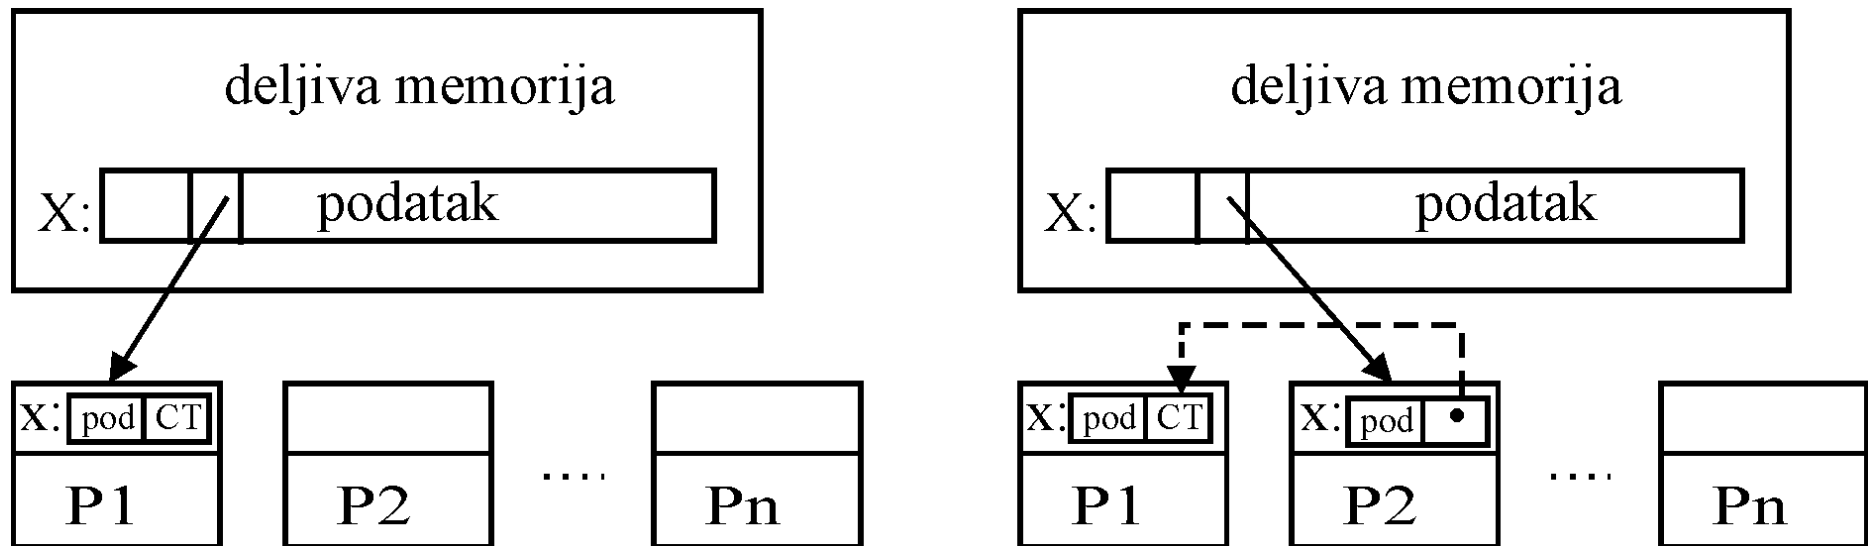 deljiva memorija
X: podatak
x: pod CT
P1 P2 .... Pn
deljiva memorija
X: podatak
x: pod CT x: pod
P1 P2 .... Pn